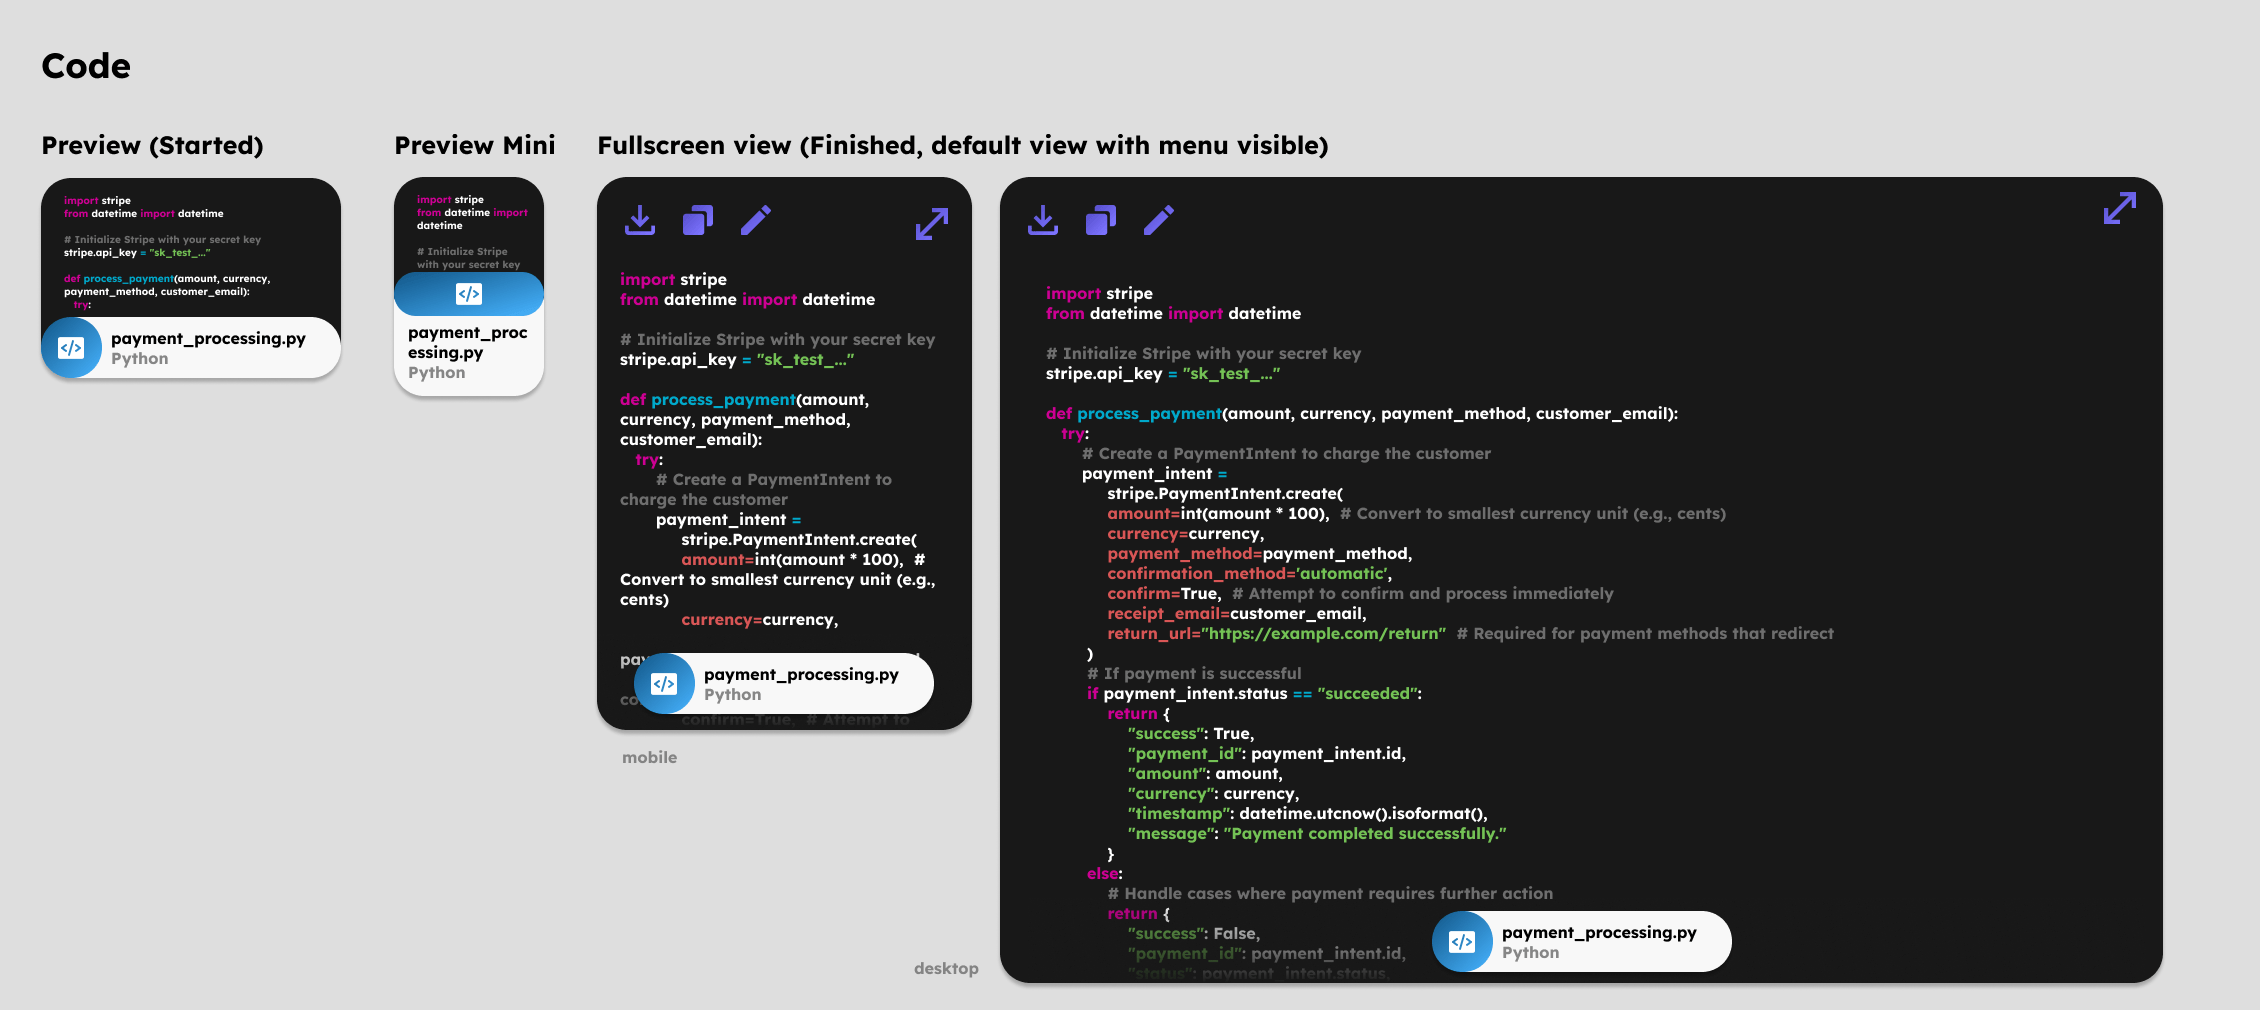 Code
Preview (Started)
import stripe
from datetime import datetime
# Initialize Stripe with your secret key
stripe.api_key = "sk_test_..."
def process_payment(amount, currency,
payment_method, customer_email):
try:
payment_processing.py
Python
Preview Mini
import stripe
from datetime import
datetime
# Initialize Stripe
with your secret key
payment_proc
essing.py
Python
Fullscreen view (Finished, default view with menu visible)
import stripe
from datetime import datetime
# Initialize Stripe with your secret key
stripe.api_key = "sk_test_..."
def process_payment(amount,
currency, payment_method,
customer_email):
try:
# Create a PaymentIntent to
charge the customer
payment_intent =
stripe.PaymentIntent.create(
amount=int(amount * 100),  #
Convert to smallest currency unit (e.g.,
cents)
currency=currency,
payment_processing.py
Python
confirm=True,  # Attempt to
mobile
import stripe
from datetime import datetime
# Initialize Stripe with your secret key
stripe.api_key = "sk_test_..."
def process_payment(amount, currency, payment_method, customer_email):
try:
# Create a PaymentIntent to charge the customer
payment_intent =
stripe.PaymentIntent.create(
amount=int(amount * 100),  # Convert to smallest currency unit (e.g., cents)
currency=currency,
payment_method=payment_method,
confirmation_method='automatic',
confirm=True,  # Attempt to confirm and process immediately
receipt_email=customer_email,
return_url="https://example.com/return"  # Required for payment methods that redirect
)
# If payment is successful
if payment_intent.status == "succeeded":
return {
"success": True,
"payment_id": payment_intent.id,
"amount": amount,
"currency": currency,
"timestamp": datetime.utcnow().isoformat(),
"message": "Payment completed successfully."
}
else:
# Handle cases where payment requires further action
return {
"success": False,
"payment_id": payment_intent.id,
"status": payment_intent.status,
payment_processing.py
Python
desktop